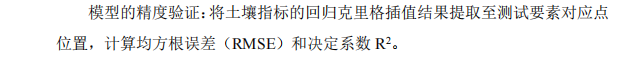 模型的精度验证：将土壤指标的回归克里格插值结果提取至测试要素对应点
位置，计算均方根误差（RMSE）和决定系数 R²。